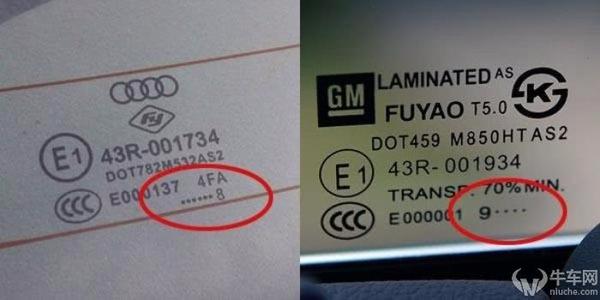 E1
43R-001734
DOT782M532AS2
E000137 4FA
CCC
......8
GM
LAMINATED AS
FUYAO T5.0
KS
DOT459 M850HTAS2
E1
43R-001934
TRANSP. 70% MIN.
CCC
E000001 9····
牛车网
niuche.com